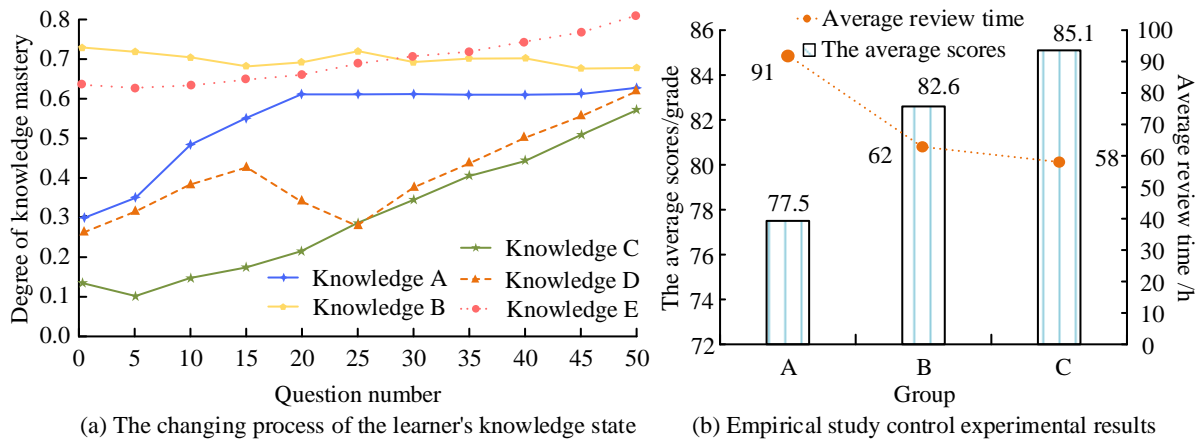 0.8
0.7
0.6
0.5
0.4
0.3
0.2
0.1
0.0
Degree of knowledge mastery
0 5 10 15 20 25 30 35 40 45 50
Question number
Knowledge A
Knowledge B
Knowledge C
Knowledge D
Knowledge E
(a) The changing process of the learner's knowledge state
Average review time
The average scores
86
84
82
80
78
76
74
72
The average scores/grade
91
62
58
77.5
82.6
85.1
100
90
80
70
60
50
40
30
20
10
0
Average review time /h
A B C
Group
(b) Empirical study control experimental results